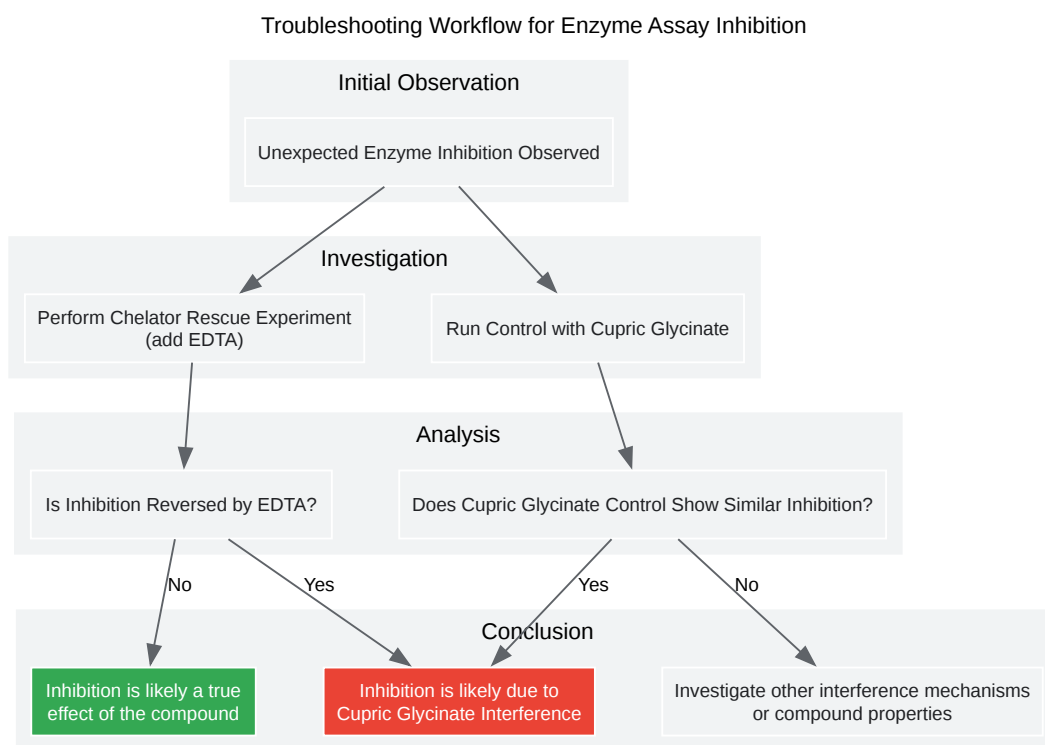 Troubleshooting Workflow for Enzyme Assay Inhibition
Initial Observation
Unexpected Enzyme Inhibition Observed
Investigation
Perform Chelator Rescue Experiment
(add EDTA)
Run Control with Cupric Glycinate
Analysis
Is Inhibition Reversed by EDTA?
Does Cupric Glycinate Control Show Similar Inhibition?
No
Yes
Yes
No
Conclusion
Inhibition is likely a true
effect of the compound
Inhibition is likely due to
Cupric Glycinate Interference
Investigate other interference mechanisms
or compound properties